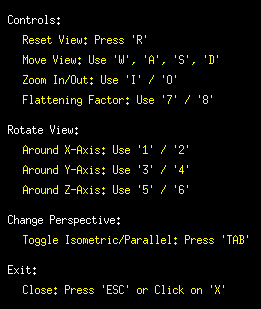 Controls:
Reset View: Press 'R'
Move View: Use 'W', 'A', 'S', 'D'
Zoom In/Out: Use 'I' / 'O'
Flattening Factor: Use '7' / '8'
Rotate View:
Around X-Axis: Use '1' / '2'
Around Y-Axis: Use '3' / '4'
Around Z-Axis: Use '5' / '6'
Change Perspective:
Toggle Isometric/Parallel: Press 'TAB'
Exit:
Close: Press 'ESC' or Click on 'X'